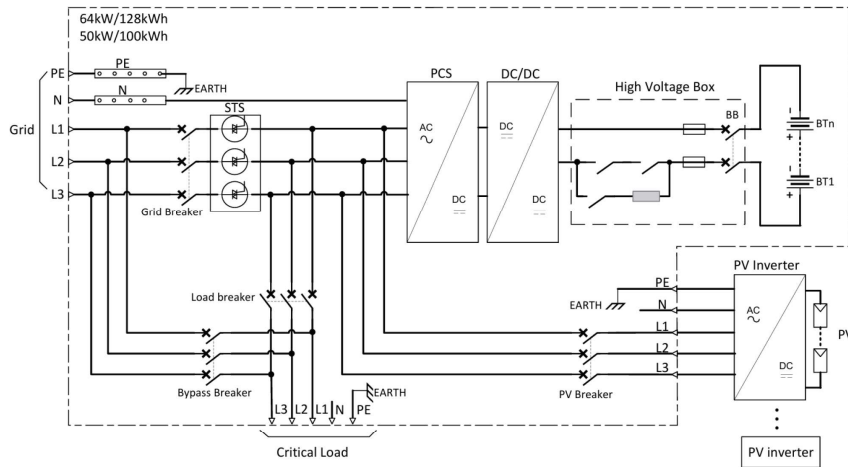 64kW/128kWh
50kW/100kWh
PE
PE
EARTH
N
N
STS
Grid
L1
L2
L3
Grid Breaker
PCS
AC
DC
DC/DC
DC
DC
High Voltage Box
BB
BTn
BT1
Load breaker
Bypass Breaker
L3 L2 L1 N PE
EARTH
Critical Load
PV Breaker
EARTH
PE
N
L1
L2
L3
PV Inverter
AC
DC
PV
PV inverter